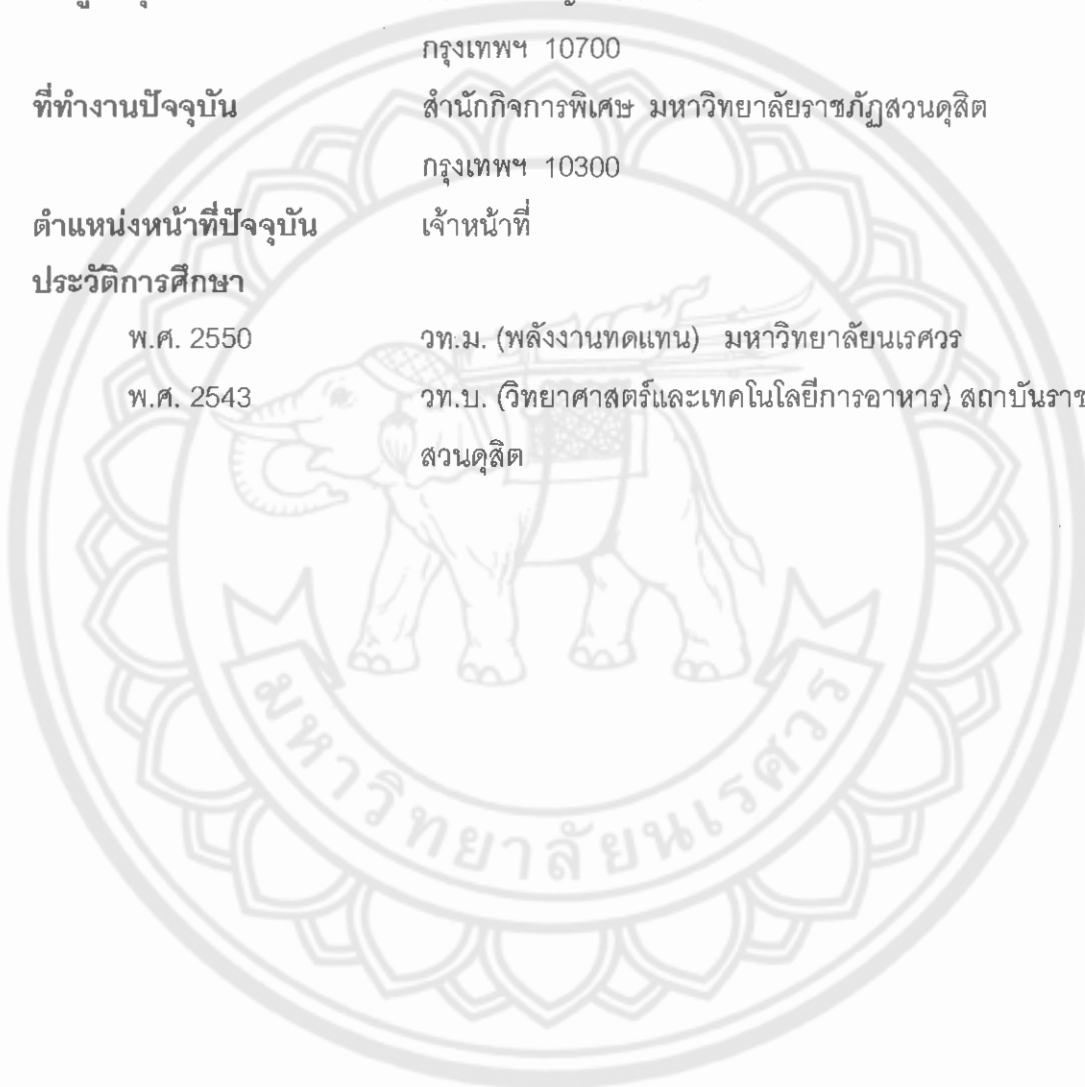 กรุงเทพฯ 10700
ที่ทำงานปัจจุบัน สำนักกิจการพิเศษ มหาวิทยาลัยราชภัฏสวนดุสิต
กรุงเทพฯ 10300
ตำแหน่งหน้าที่ปัจจุบัน เจ้าหน้าที่
ประวัติการศึกษา
พ.ศ. 2550 วท.ม. (พลังงานทดแทน) มหาวิทยาลัยนเรศวร
พ.ศ. 2543 วท.บ. (วิทยาศาสตร์และเทคโนโลยีการอาหาร) สถาบันราช
สวนดุสิต
มหาวิทยาลัยนเรศวร